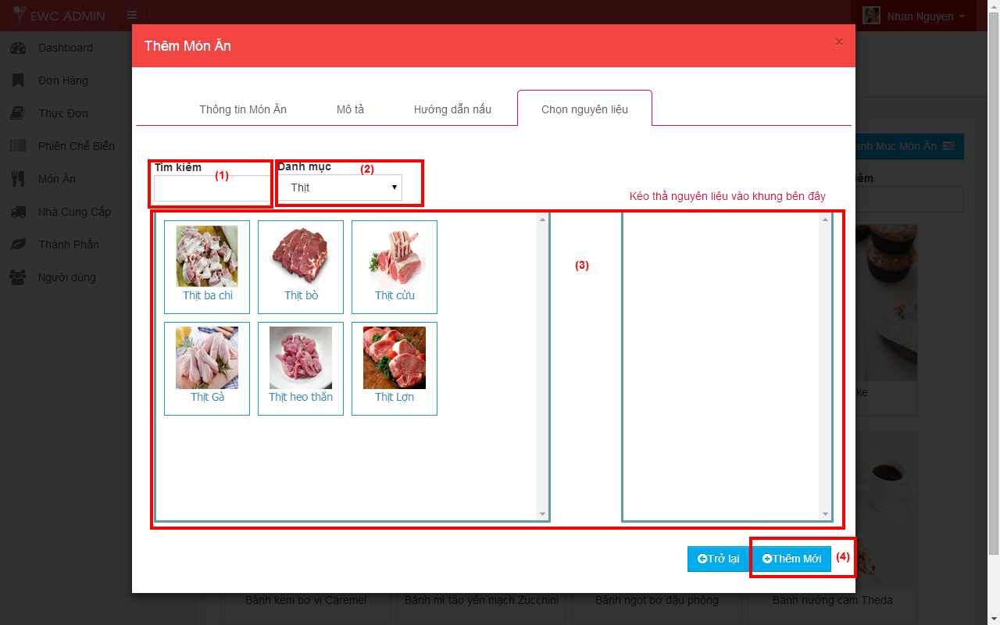 EWC ADMIN
Nhan Nguyen
Dashboard
Đơn Hàng
Thực Đơn
Phiên Chế Biến
Món Ăn
Nhà Cung Cấp
Thành Phần
Người dùng
Thêm Món Ăn
×
Thông tin Món Ăn
Mô tả
Hướng dẫn nấu
Chọn nguyên liệu
Mục Món Ăn
Tìm kiếm
(1)
Danh mục
(2)
Thịt
Kéo thả nguyên liệu vào khung bên đây
(3)
Thịt ba chỉ
Thịt bò
Thịt cừu
Thịt Gà
Thịt heo thăn
Thịt Lợn
Trở lại
Thêm Mới
(4)
Bánh kem bơ vị Caremel
Bánh mì táo yến mạch Zucchini
Bánh ngọt bơ đậu phộng
Bánh nướng cam Theda